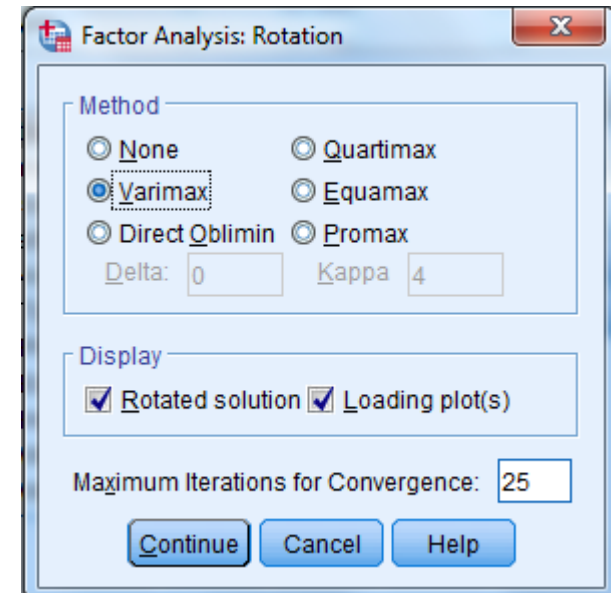 Factor Analysis: Rotation
Method
None Quartimax
Varimax Equamax
Direct Oblimin Promax
Delta: 0 Kappa 4
Display
Rotated solution Loading plot(s)
Maximum Iterations for Convergence: 25
Continue Cancel Help